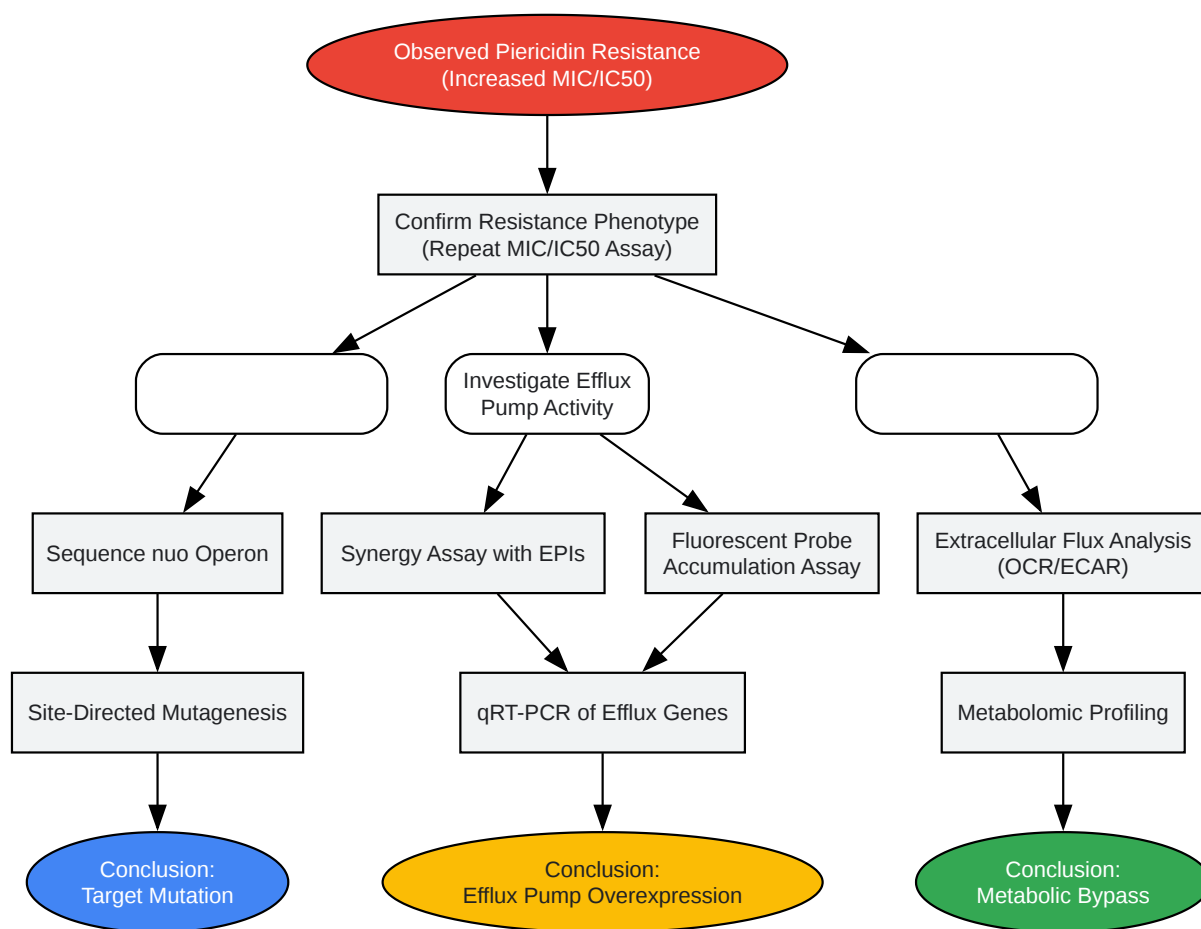 Observed Piericidin Resistance
(Increased MIC/IC50)
Confirm Resistance Phenotype
(Repeat MIC/IC50 Assay)
Investigate Efflux
Pump Activity
Sequence nuo Operon
Synergy Assay with EPIs
Fluorescent Probe
Accumulation Assay
Extracellular Flux Analysis
(OCR/ECAR)
Site-Directed Mutagenesis
qRT-PCR of Efflux Genes
Metabolomic Profiling
Conclusion:
Target Mutation
Conclusion:
Efflux Pump Overexpression
Conclusion:
Metabolic Bypass